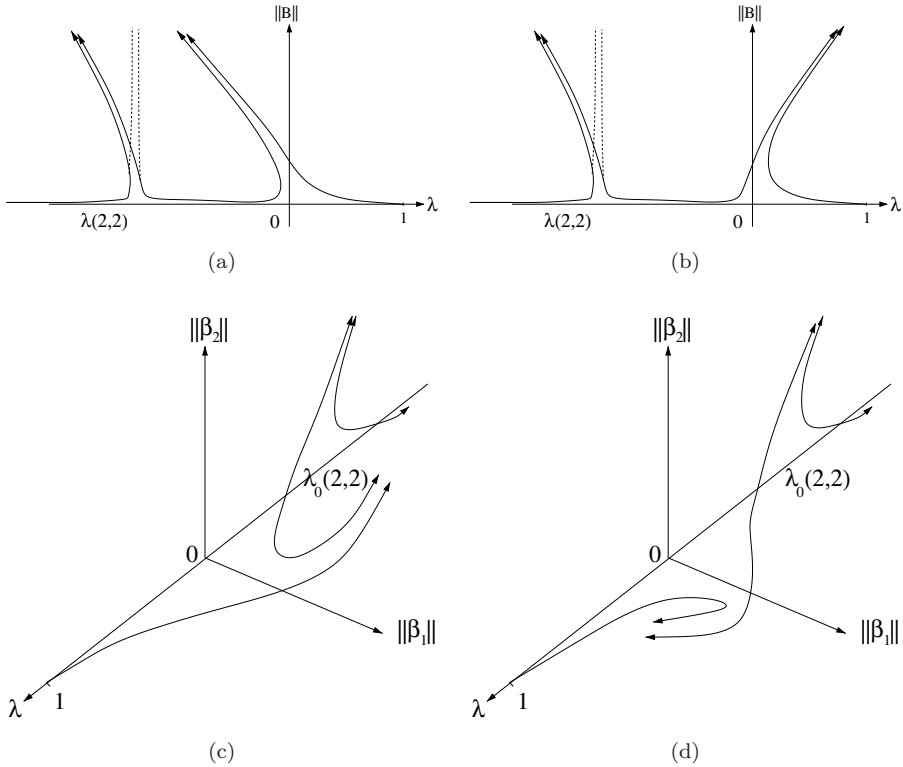 ||B|| ||B||
λ(2,2) 0 1 λ λ(2,2) 0 1 λ
(a) (b)
||β₂|| ||β₂||
λ₀(2,2) λ₀(2,2)
0 0
||β₁|| ||β₁||
λ 1 λ 1
(c) (d)